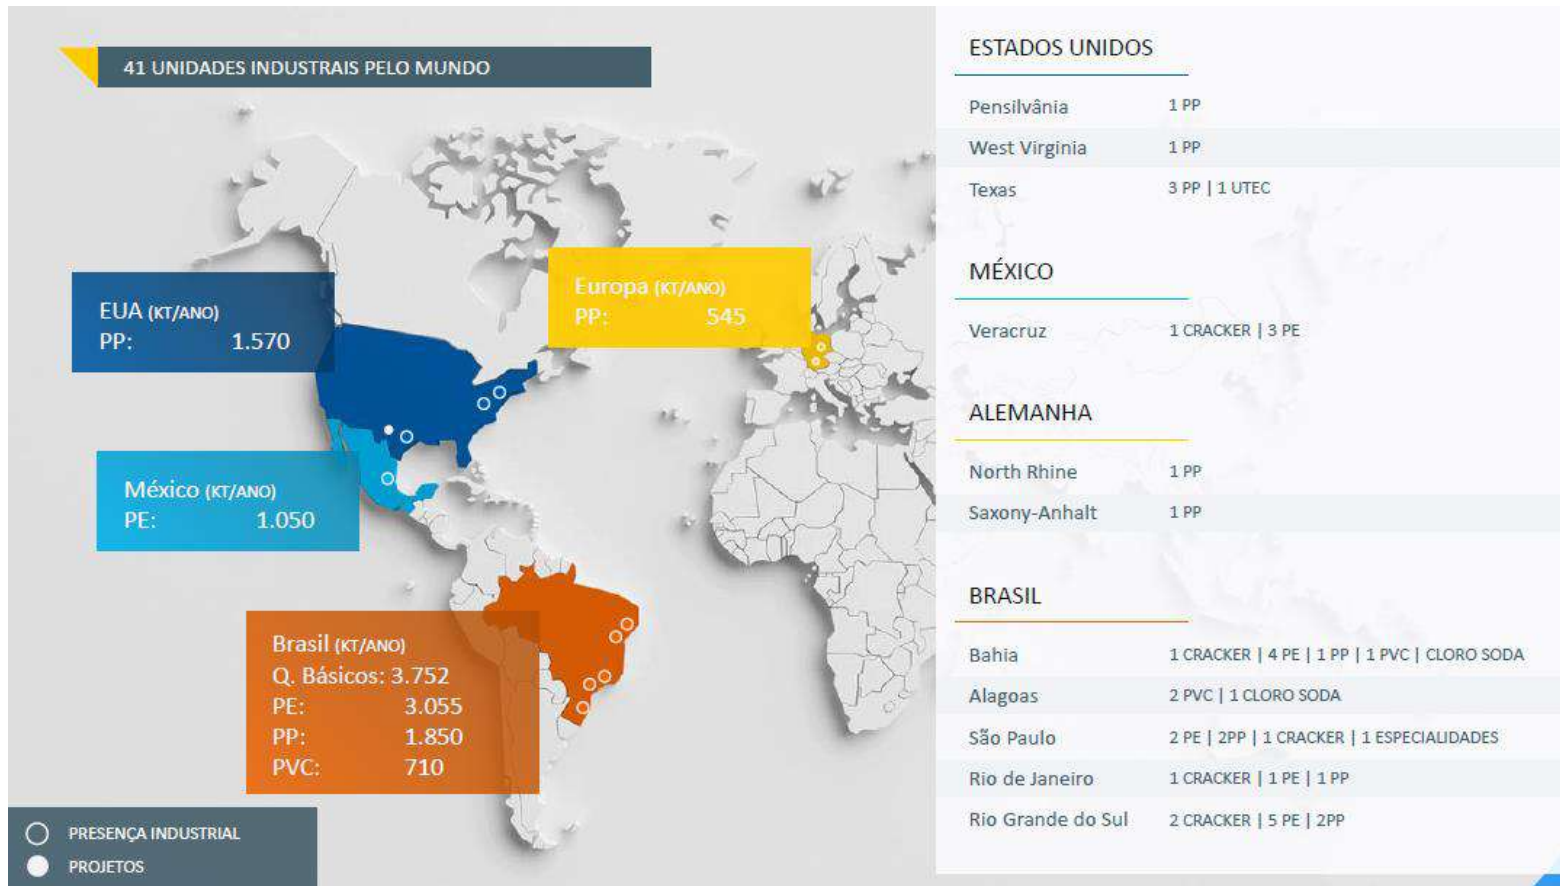 41 UNIDADES INDUSTRAIS PELO MUNDO
EUA (KT/ANO)
PP: 1.570
Europa (KT/ANO)
PP: 545
México (KT/ANO)
PE: 1.050
Brasil (KT/ANO)
Q. Básicos: 3.752
PE: 3.055
PP: 1.850
PVC: 710
PRESENÇA INDUSTRIAL
PROJETOS
ESTADOS UNIDOS
Pensilvânia 1 PP
West Virginia 1 PP
Texas 3 PP | 1 UTEC
MÉXICO
Veracruz 1 CRACKER | 3 PE
ALEMANHA
North Rhine 1 PP
Saxony-Anhalt 1 PP
BRASIL
Bahia 1 CRACKER | 4 PE | 1 PP | 1 PVC | CLORO SODA
Alagoas 2 PVC | 1 CLORO SODA
São Paulo 2 PE | 2PP | 1 CRACKER | 1 ESPECIALIDADES
Rio de Janeiro 1 CRACKER | 1 PE | 1 PP
Rio Grande do Sul 2 CRACKER | 5 PE | 2PP